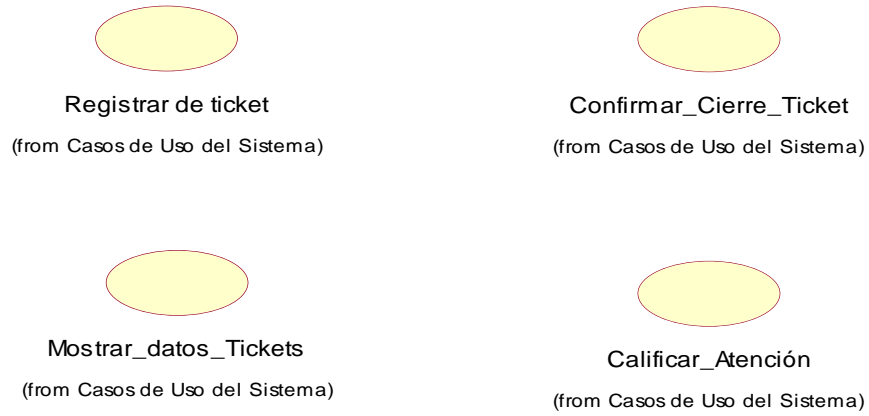 Registrar de ticket
(from Casos de Uso del Sistema)
Confirmar_Cierre_Ticket
(from Casos de Uso del Sistema)
Mostrar_datos_Tickets
(from Casos de Uso del Sistema)
Calificar_Atención
(from Casos de Uso del Sistema)